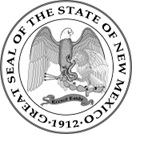 GREAT SEAL OF THE STATE OF NEW MEXICO
·1912·